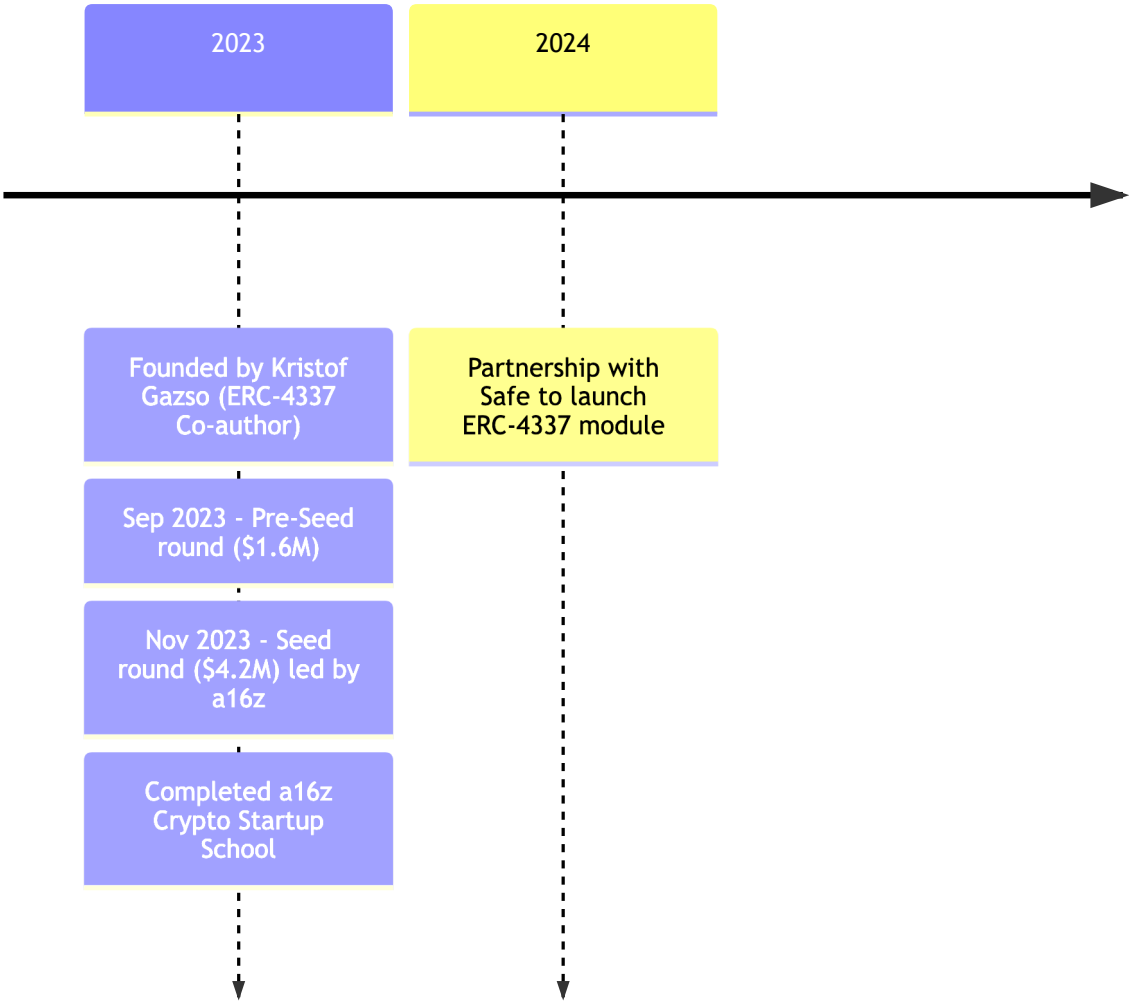 2023
2024
Founded by Kristof
Gazso (ERC-4337
Co-author)
Sep 2023 - Pre-Seed
round ($1.6M)
Nov 2023 - Seed
round ($4.2M) led by
a16z
Completed a16z
Crypto Startup
School
Partnership with
Safe to launch
ERC-4337 module